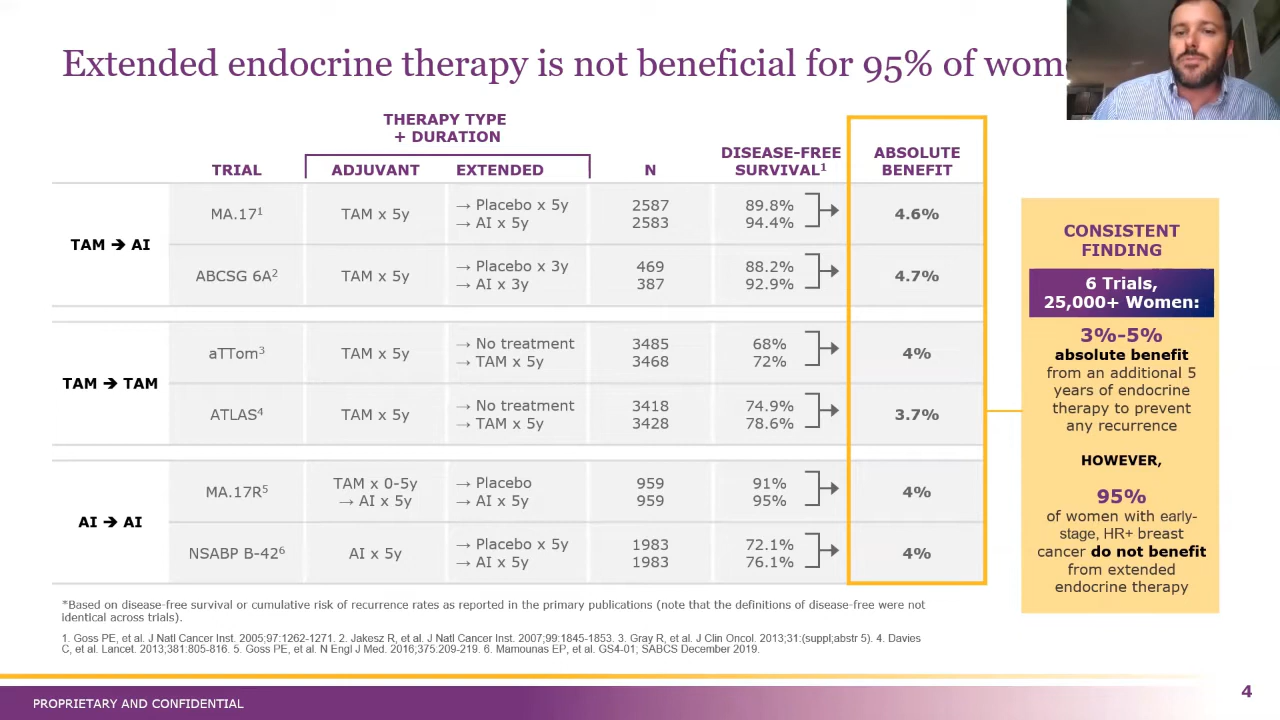 Extended endocrine therapy is not beneficial for 95% of
THERAPY TYPE
+ DURATION
TRIAL
ADJUVANT
EXTENDED
N
DISEASE-FREE
SURVIVAL¹
ABSOLUTE
BENEFIT
TAM ➔ AI
MA.17¹
TAM x 5y
→ Placebo x 5y
→ AI x 5y
2587
2583
89.8%
94.4%
4.6%
ABCSG 6A²
TAM x 5y
→ Placebo x 3y
→ AI x 3y
469
387
88.2%
92.9%
4.7%
TAM ➔ TAM
aTTom³
TAM x 5y
→ No treatment
→ TAM x 5y
3485
3468
68%
72%
4%
ATLAS⁴
TAM x 5y
→ No treatment
→ TAM x 5y
3418
3428
74.9%
78.6%
3.7%
AI ➔ AI
MA.17R⁵
TAM x 0-5y
→ AI x 5y
→ Placebo
→ AI x 5y
959
959
91%
95%
4%
NSABP B-42⁶
AI x 5y
→ Placebo x 5y
→ AI x 5y
1983
1983
72.1%
76.1%
4%
CONSISTENT
FINDING
6 Trials,
25,000+ Women:
3%-5%
absolute benefit
from an additional 5
years of endocrine
therapy to prevent
any recurrence
HOWEVER,
95%
of women with early-
stage, HR+ breast
cancer do not benefit
from extended
endocrine therapy
*Based on disease-free survival or cumulative risk of recurrence rates as reported in the primary publications (note that the definitions of disease-free were not
identical across trials).
1. Goss PE, et al. J Natl Cancer Inst. 2005;97:1262-1271. 2. Jakesz R, et al. J Natl Cancer Inst. 2007;99:1845-1853. 3. Gray R, et al. J Clin Oncol. 2013;31:(suppl;abstr 5). 4. Davies
C, et al. Lancet. 2013;381:805-816. 5. Goss PE, et al. N Engl J Med. 2016;375:209-219. 6. Mamounas EP, et al. GS4-01; SABCS December 2019.
PROPRIETARY AND CONFIDENTIAL
4